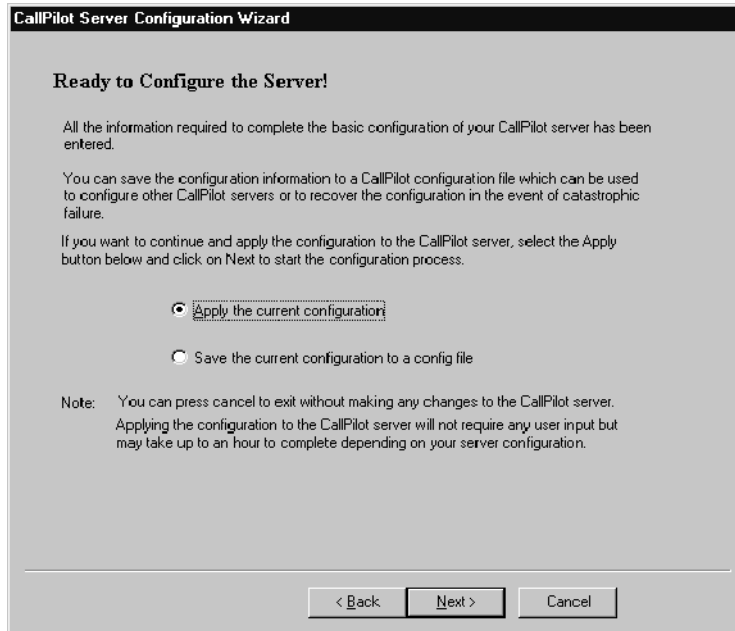 CallPilot Server Configuration Wizard
Ready to Configure the Server!
All the information required to complete the basic configuration of your CallPilot server has been
entered.
You can save the configuration information to a CallPilot configuration file which can be used
to configure other CallPilot servers or to recover the configuration in the event of catastrophic
failure.
If you want to continue and apply the configuration to the CallPilot server, select the Apply
button below and click on Next to start the configuration process.
Apply the current configuration
Save the current configuration to a config file
Note: You can press cancel to exit without making any changes to the CallPilot server.
Applying the configuration to the CallPilot server will not require any user input but
may take up to an hour to complete depending on your server configuration.
< Back Next > Cancel